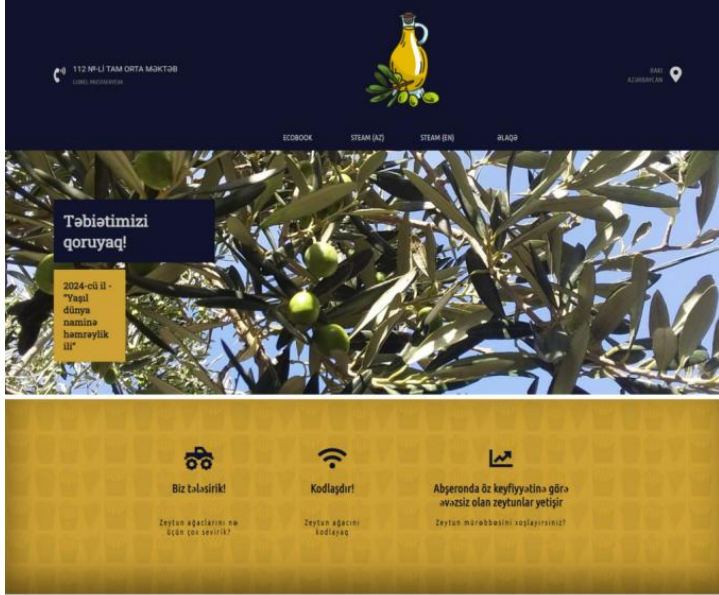 112 №-Lİ TAM ORTA MƏKTƏB
BAKI
AZƏRBAYCAN
ECOBOOK
STEAM (AZ)
STEAM (EN)
ƏLAQƏ
Təbiətimizi
qoruyaq!
2024-cü il -
"Yaşıl
dünya
naminə
həmrəylik
ili"
Biz tələsirik!
Zeytun ağaclarını nə
üçün çox sevirik?
Kodlaşdır!
Zeytun ağacını
kodlayaq
Abşeronda öz keyfiyyətinə görə
əvəzsiz olan zeytunlar yetişir
Zeytun mürəbbəsini xoşlayırsınız?